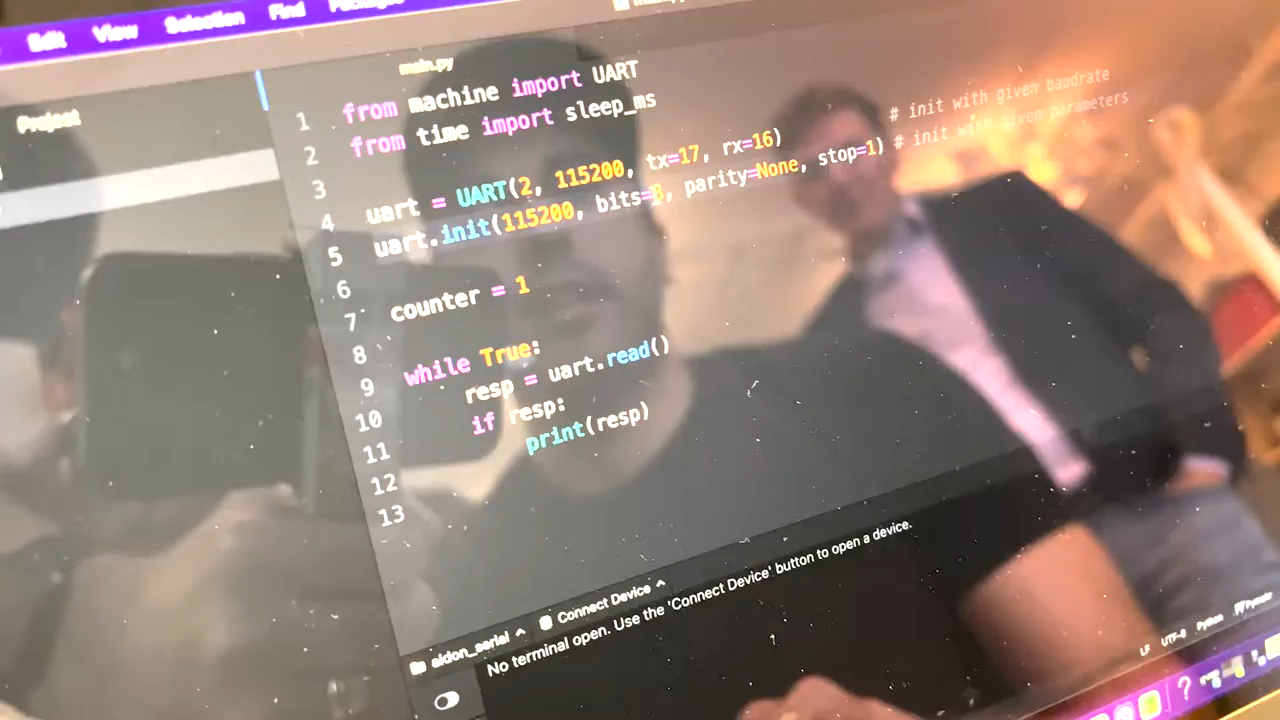 Edit View Selection Find Packages
Project
main.py
1 from machine import UART
2 from time import sleep_ms
3
4 uart = UART(2, 115200, tx=17, rx=16) # init with given baudrate
5 uart.init(115200, bits=8, parity=None, stop=1) # init with given parameters
6
7 counter = 1
8
9 while True:
10 resp = uart.read()
11 if resp:
12 print(resp)
13
aidon_serial ^ Connect Device ^
No terminal open. Use the 'Connect Device' button to open a device.
LF UTF-8 Python Pymakr